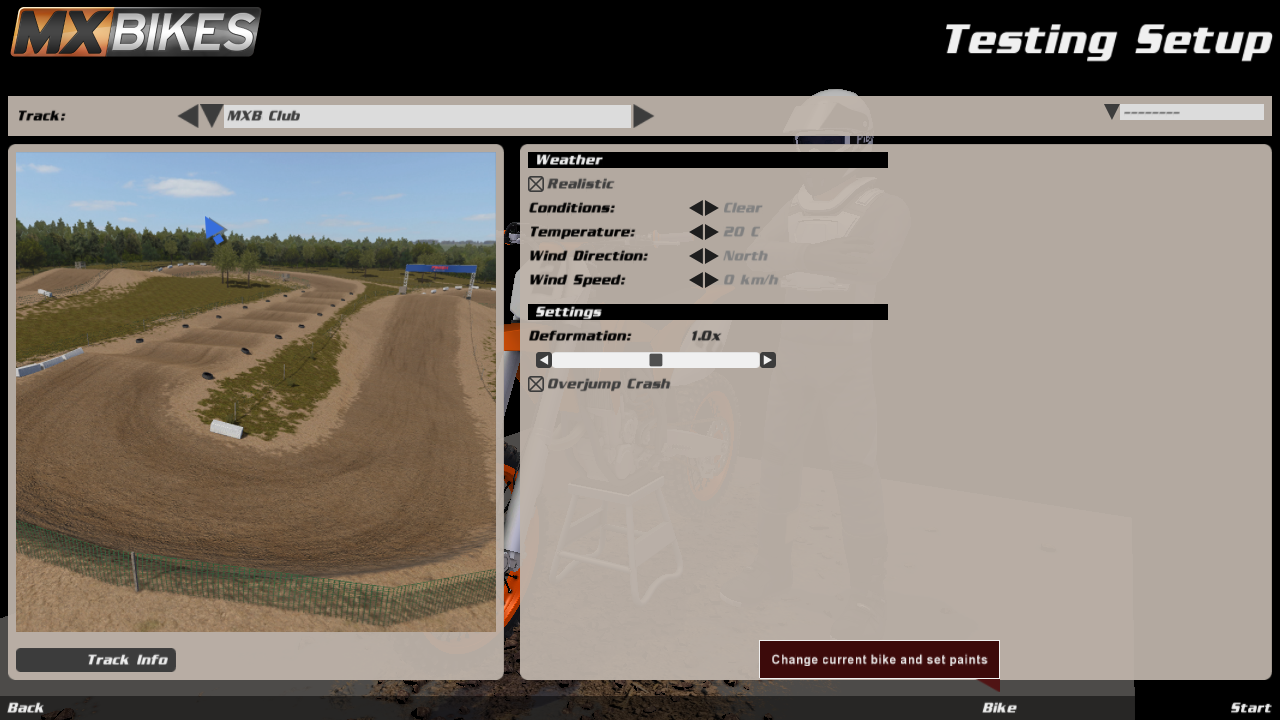 MXBIKES
Testing Setup
Track:
MXB Club
--------
Weather
Realistic
Conditions: Clear
Temperature: 20 C
Wind Direction: North
Wind Speed: 0 km/h
Settings
Deformation: 1.0x
Overjump Crash
Track Info
Change current bike and set paints
Back
Bike
Start